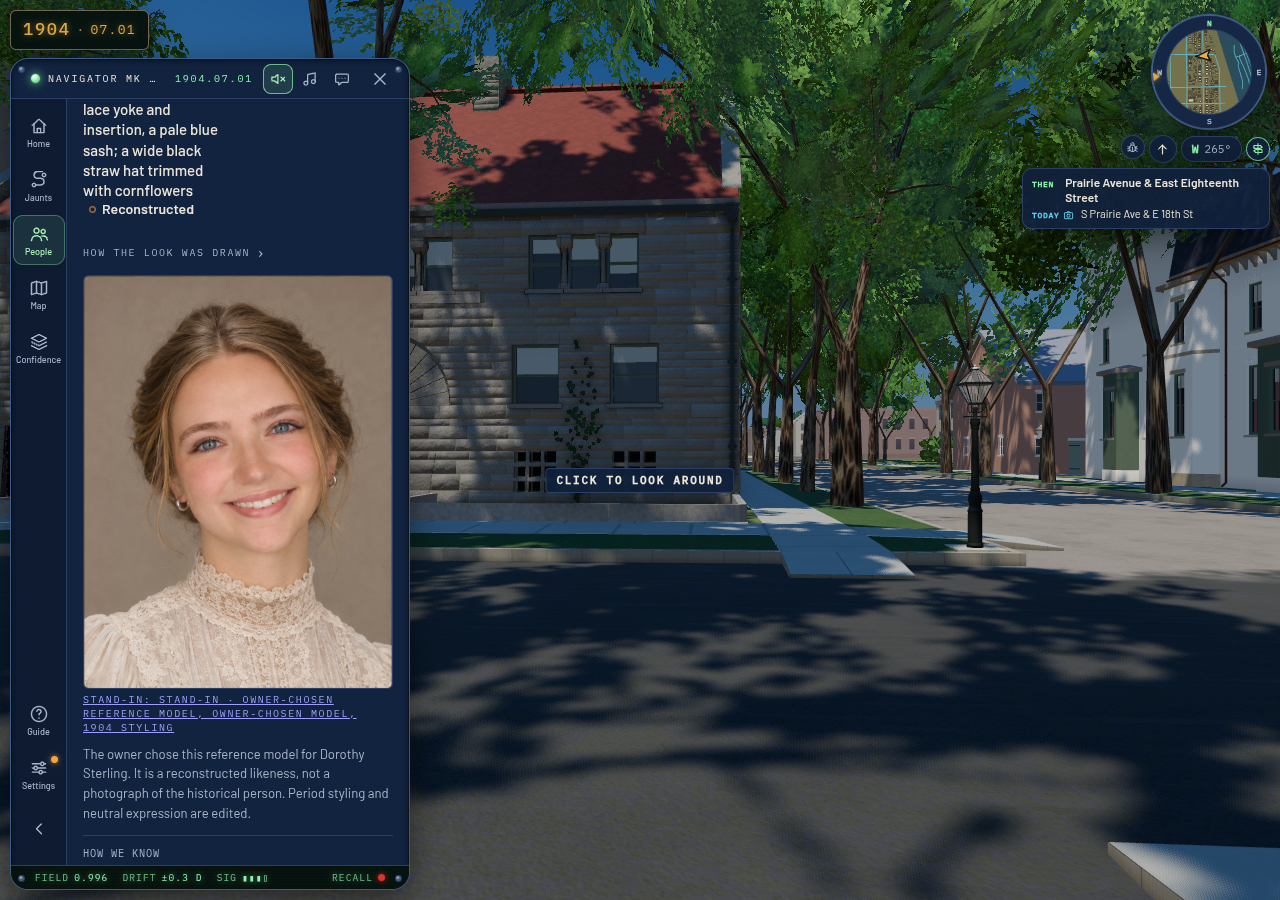 1904 · 07.01
NAVIGATOR MK … 1904.07.01
Home
Jaunts
People
Map
Confidence
Guide
Settings
lace yoke and
insertion, a pale blue
sash; a wide black
straw hat trimmed
with cornflowers
Reconstructed
HOW THE LOOK WAS DRAWN ›
STAND-IN: STAND-IN · OWNER-CHOSEN
REFERENCE MODEL, OWNER-CHOSEN MODEL,
1904 STYLING
The owner chose this reference model for Dorothy
Sterling. It is a reconstructed likeness, not a
photograph of the historical person. Period styling and
neutral expression are edited.
HOW WE KNOW
FIELD 0.996 DRIFT ±0.3 D SIG RECALL
CLICK TO LOOK AROUND
N
W E
S
W 265°
THEN Prairie Avenue & East Eighteenth
Street
TODAY S Prairie Ave & E 18th St